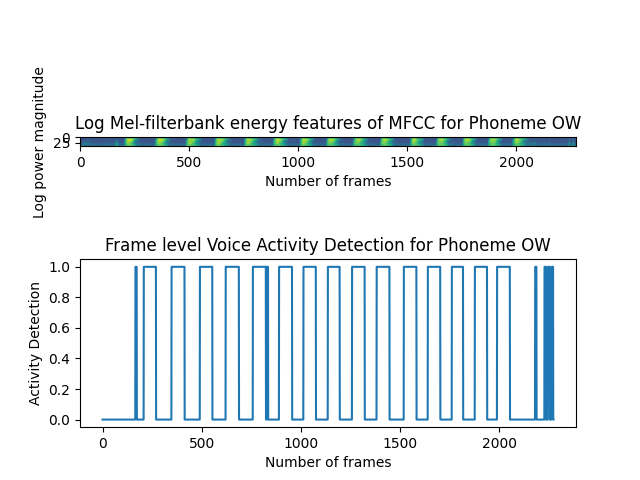 Log Mel-filterbank energy features of MFCC for Phoneme OW
Log power magnitude
0
25
0 500 1000 1500 2000
Number of frames
Frame level Voice Activity Detection for Phoneme OW
Activity Detection
1.0
0.8
0.6
0.4
0.2
0.0
0 500 1000 1500 2000
Number of frames